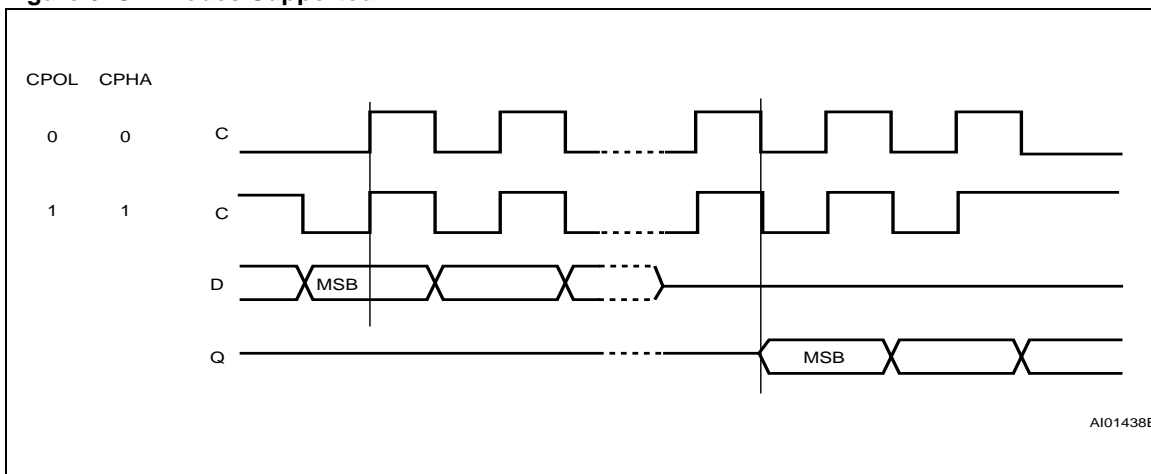 CPOL CPHA
0 0 C
1 1 C
D MSB
Q MSB
AI01438B